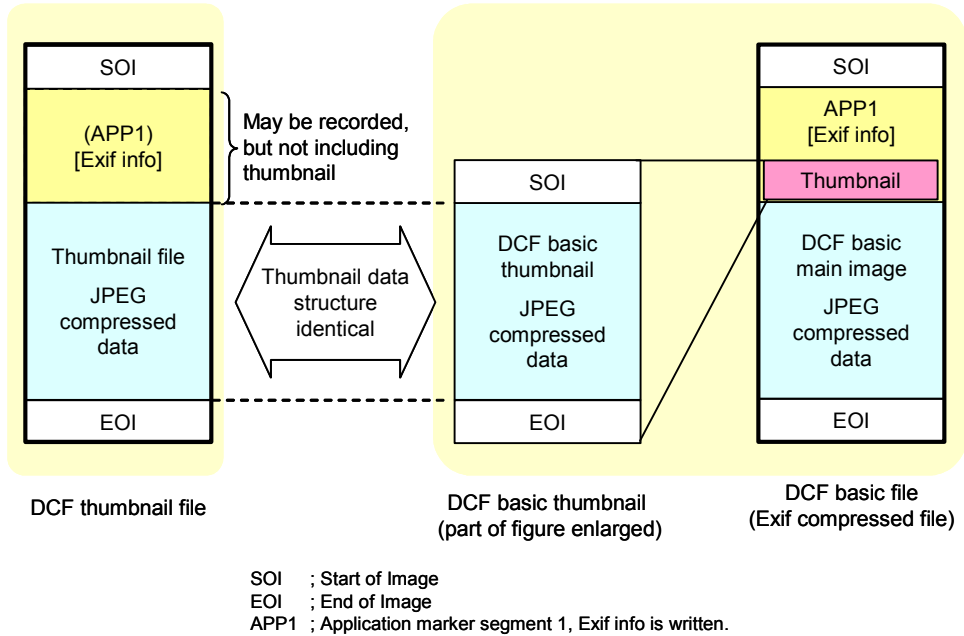 SOI
(APP1)
[Exif info]
Thumbnail file
JPEG
compressed
data
EOI
DCF thumbnail file
May be recorded,
but not including
thumbnail
Thumbnail data
structure
identical
SOI
DCF basic
thumbnail
JPEG
compressed
data
EOI
DCF basic thumbnail
(part of figure enlarged)
SOI
APP1
[Exif info]
Thumbnail
DCF basic
main image
JPEG
compressed
data
EOI
DCF basic file
(Exif compressed file)
SOI ; Start of Image
EOI ; End of Image
APP1 ; Application marker segment 1, Exif info is written.